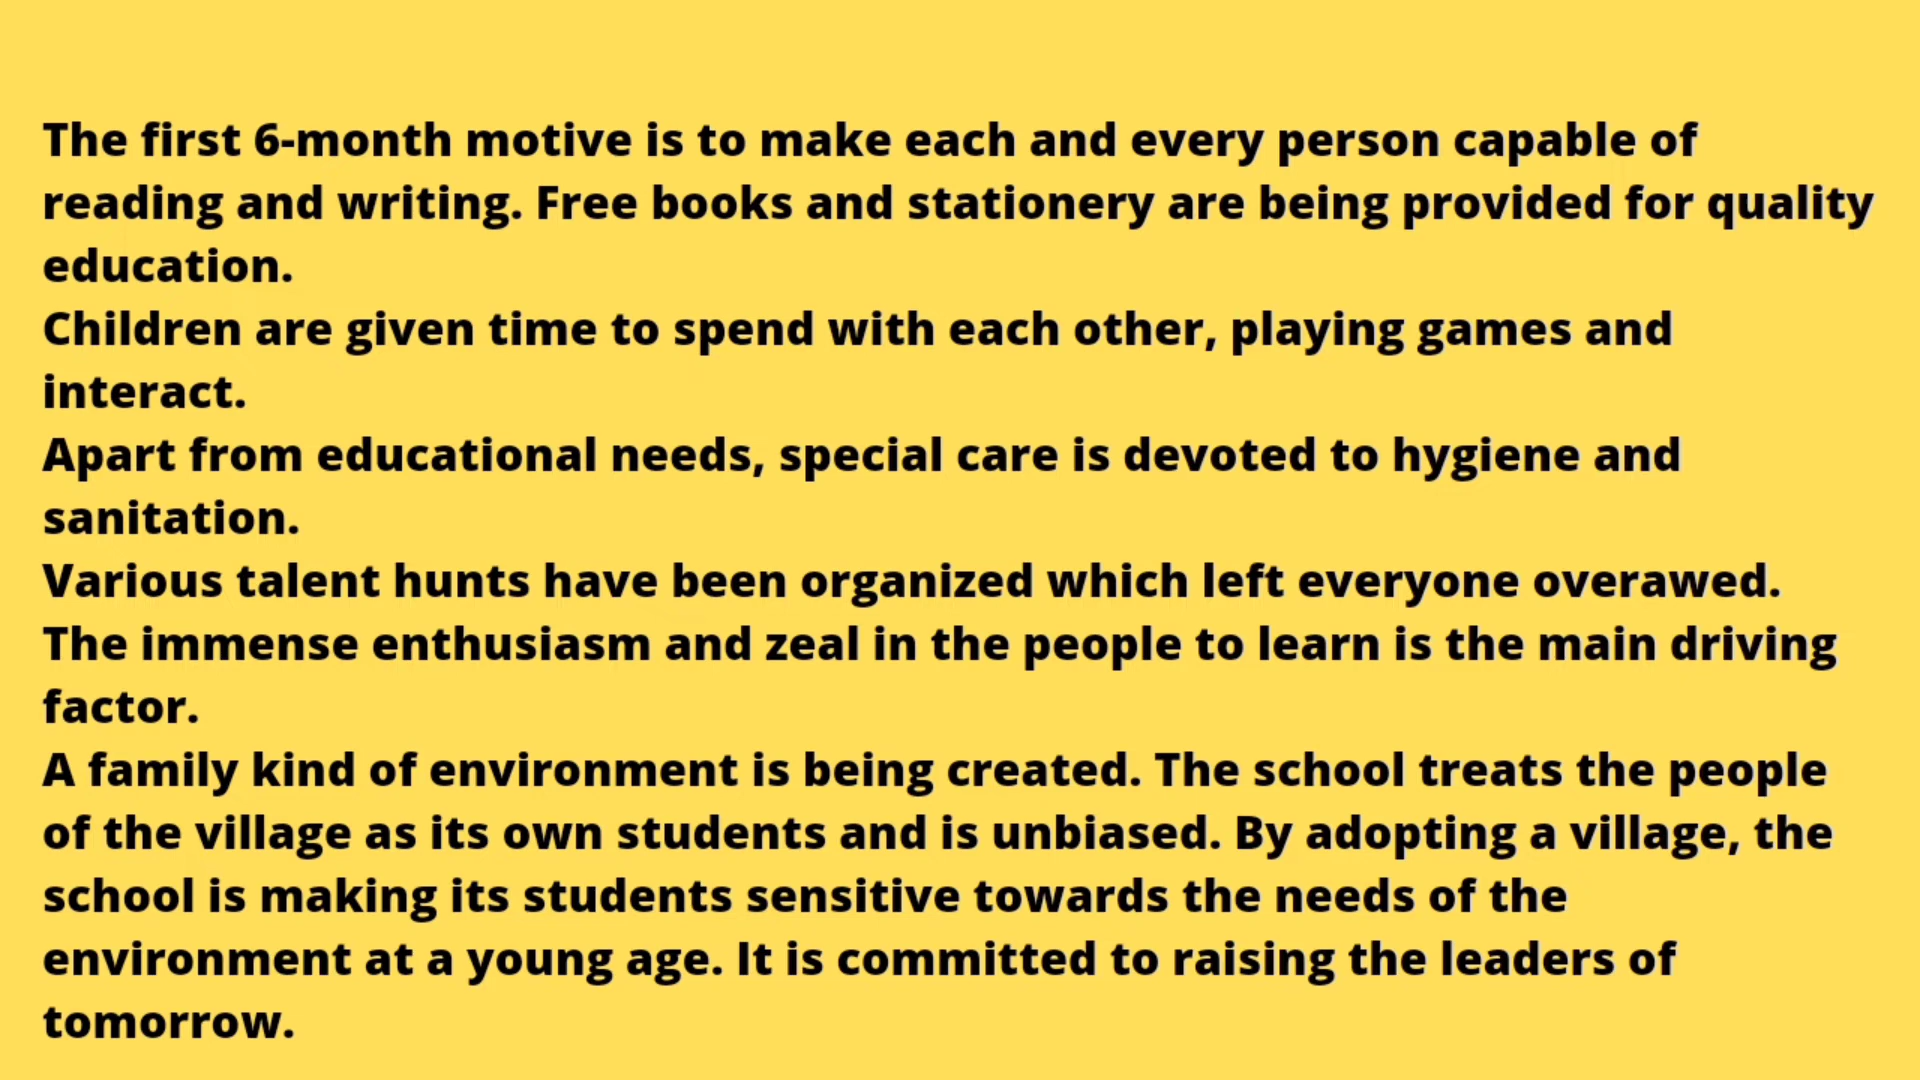 The first 6-month motive is to make each and every person capable of
reading and writing. Free books and stationery are being provided for quality
education.
Children are given time to spend with each other, playing games and
interact.
Apart from educational needs, special care is devoted to hygiene and
sanitation.
Various talent hunts have been organized which left everyone overawed.
The immense enthusiasm and zeal in the people to learn is the main driving
factor.
A family kind of environment is being created. The school treats the people
of the village as its own students and is unbiased. By adopting a village, the
school is making its students sensitive towards the needs of the
environment at a young age. It is committed to raising the leaders of
tomorrow.